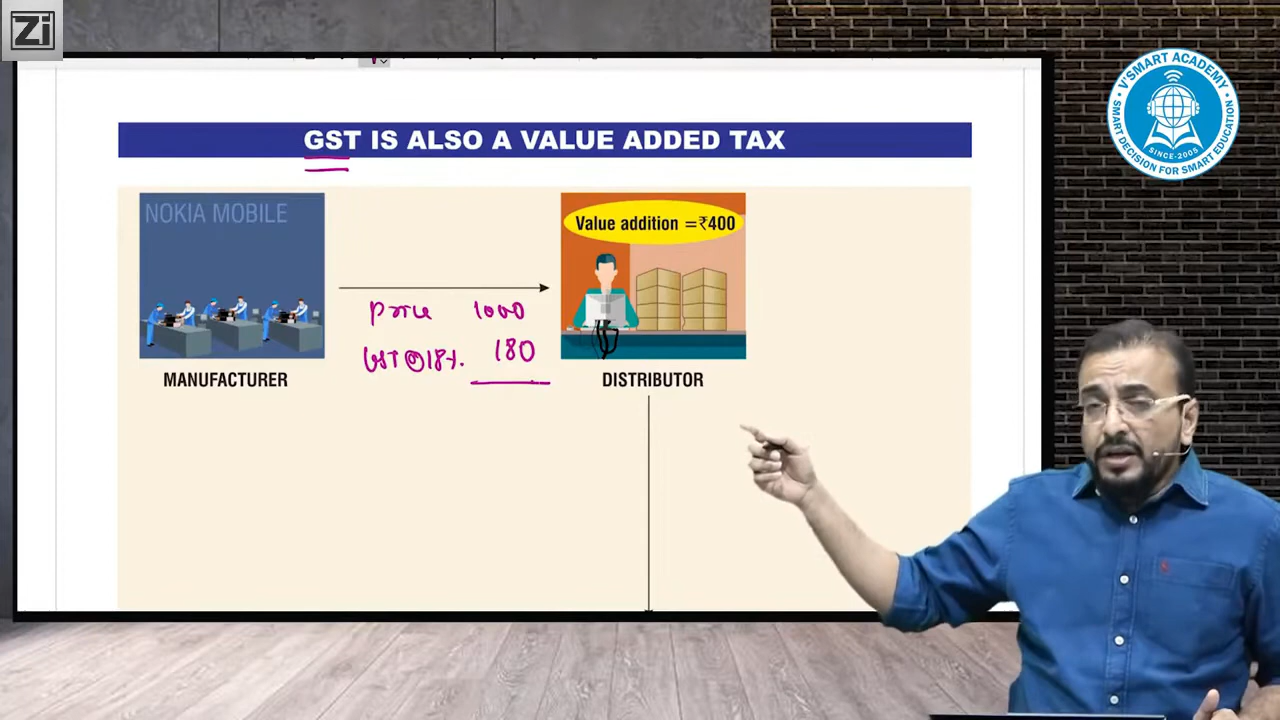 Zi
V'SMART ACADEMY
SINCE-2005
SMART DECISION FOR SMART EDUCATION
GST IS ALSO A VALUE ADDED TAX
NOKIA MOBILE
Value addition =₹400
Price 1000
GST @18%. 180
MANUFACTURER
DISTRIBUTOR